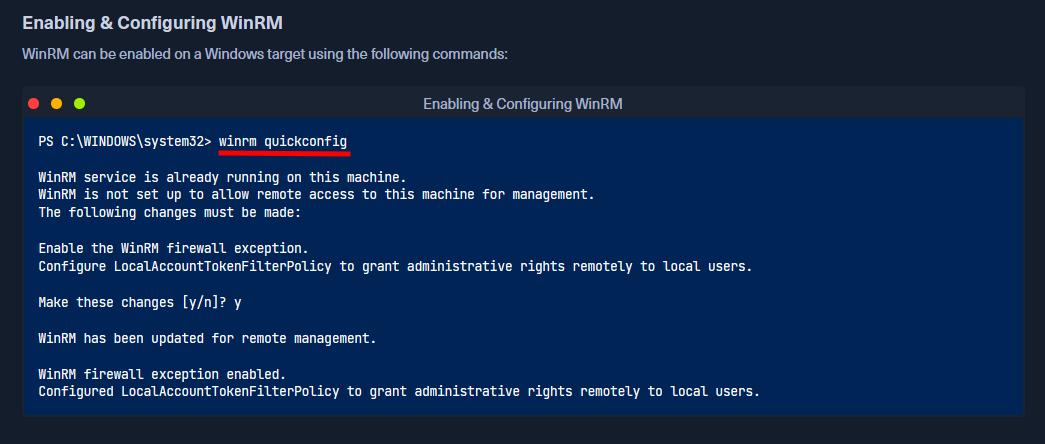 Enabling & Configuring WinRM
WinRM can be enabled on a Windows target using the following commands:
Enabling & Configuring WinRM
PS C:\WINDOWS\system32> winrm quickconfig
WinRM service is already running on this machine.
WinRM is not set up to allow remote access to this machine for management.
The following changes must be made:
Enable the WinRM firewall exception.
Configure LocalAccountTokenFilterPolicy to grant administrative rights remotely to local users.
Make these changes [y/n]? y
WinRM has been updated for remote management.
WinRM firewall exception enabled.
Configured LocalAccountTokenFilterPolicy to grant administrative rights remotely to local users.